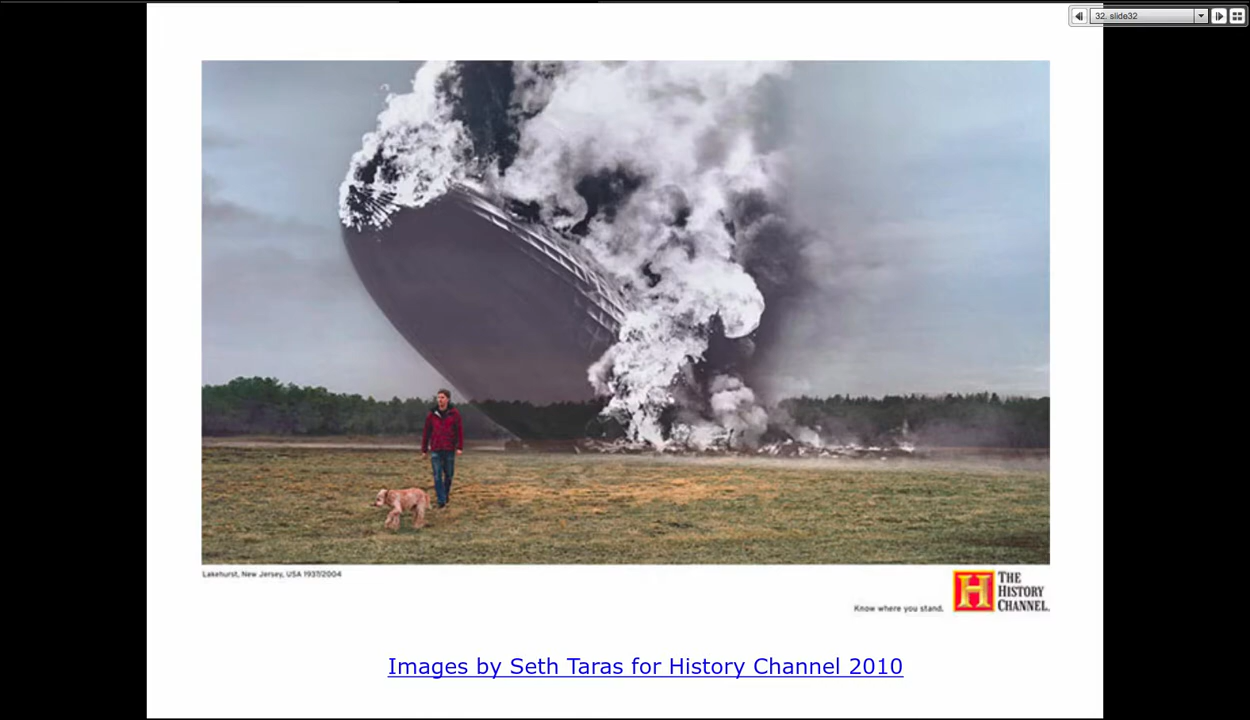 32. slide32
Lakehurst, New Jersey, USA 1937/2004
Know where you stand.
H
THE
HISTORY
CHANNEL.
Images by Seth Taras for History Channel 2010